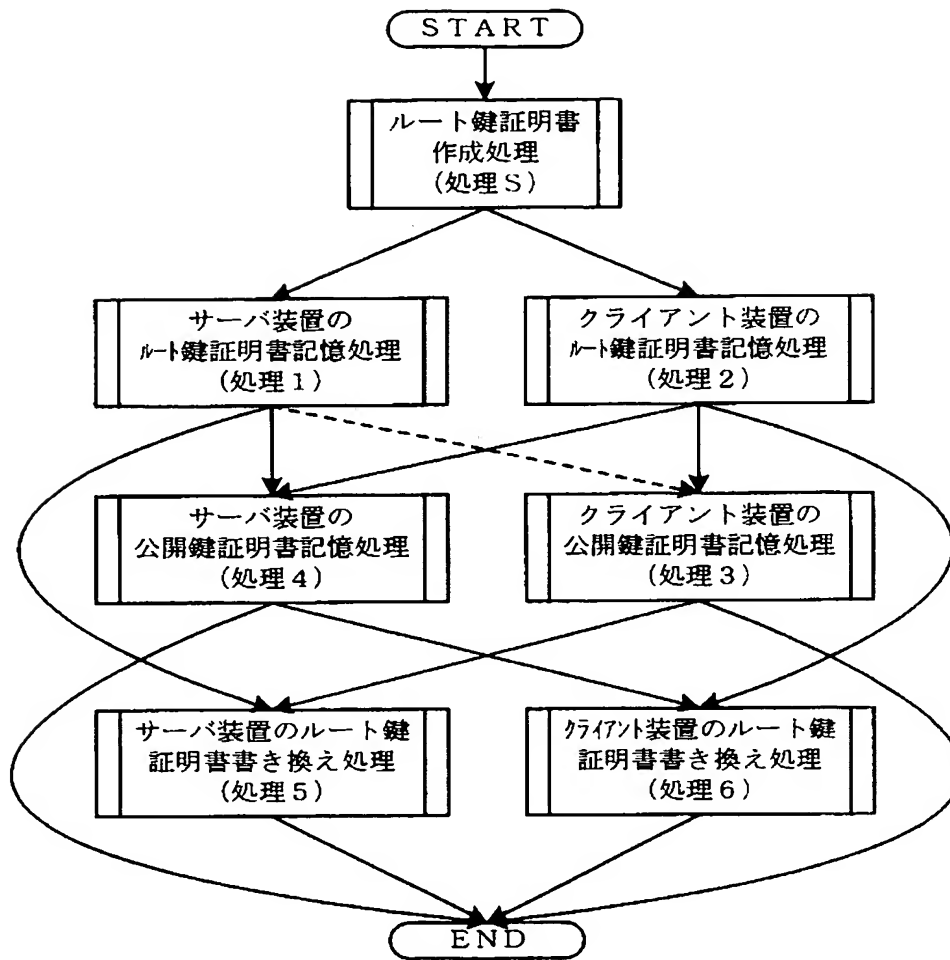 START
ルート鍵証明書
作成処理
(処理S)
サーバ装置の
ルート鍵証明書記憶処理
(処理1)
クライアント装置の
ルート鍵証明書記憶処理
(処理2)
サーバ装置の
公開鍵証明書記憶処理
(処理4)
クライアント装置の
公開鍵証明書記憶処理
(処理3)
サーバ装置のルート鍵
証明書書き換え処理
(処理5)
クライアント装置のルート鍵
証明書書き換え処理
(処理6)
END